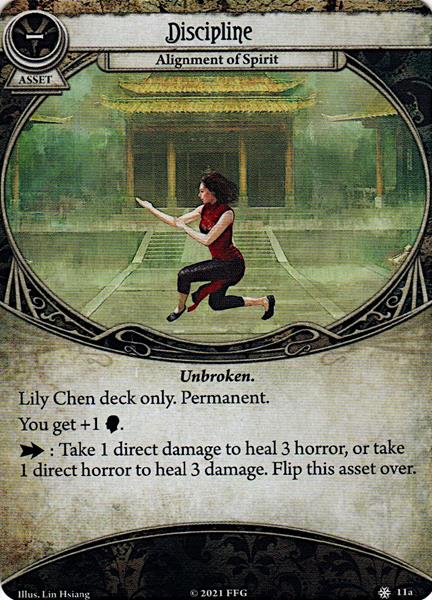 Discipline
Alignment of Spirit
ASSET
Unbroken.
Lily Chen deck only. Permanent.
You get +1 .
: Take 1 direct damage to heal 3 horror, or take
1 direct horror to heal 3 damage. Flip this asset over.
Illus. Lin Hsiang © 2021 FFG 11a